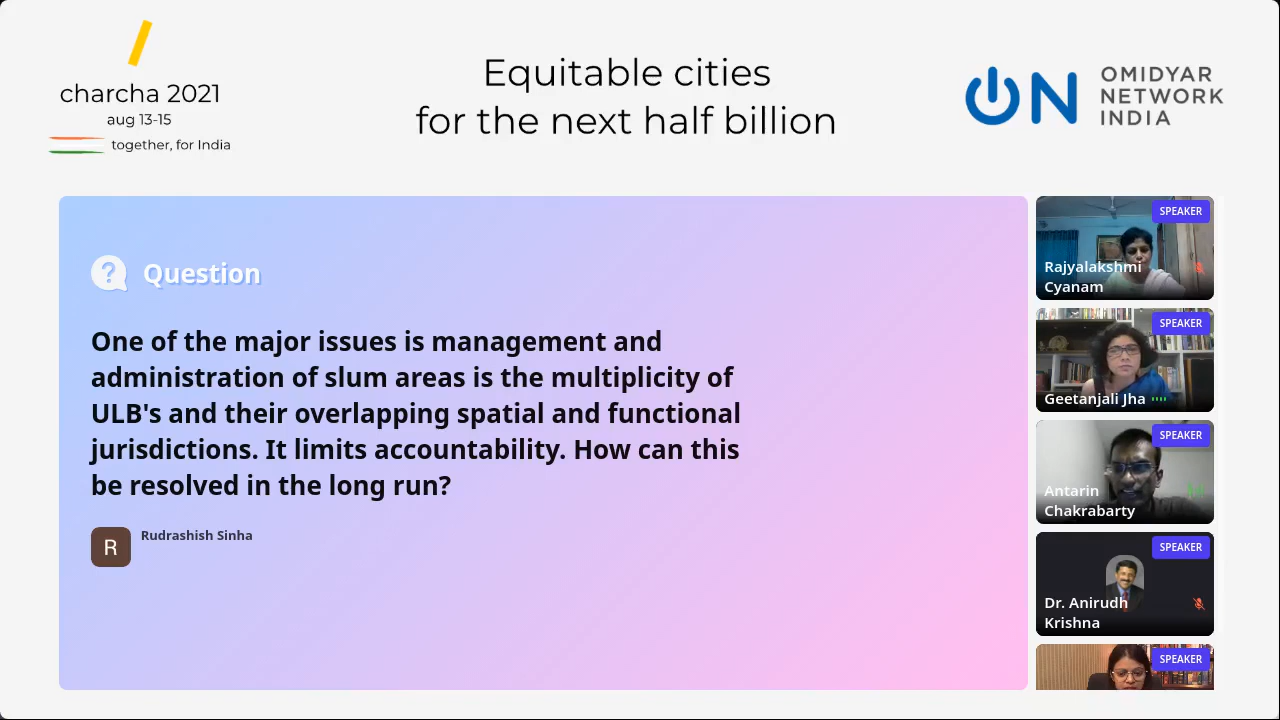 charcha 2021
aug 13-15
together, for India
Equitable cities
for the next half billion
ON
OMIDYAR
NETWORK
INDIA
? Question
One of the major issues is management and
administration of slum areas is the multiplicity of
ULB's and their overlapping spatial and functional
jurisdictions. It limits accountability. How can this
be resolved in the long run?
R
Rudrashish Sinha
SPEAKER
Rajyalakshmi
Cyanam
SPEAKER
Geetanjali Jha
SPEAKER
Antarin
Chakrabarty
SPEAKER
Dr. Anirudh
Krishna
SPEAKER